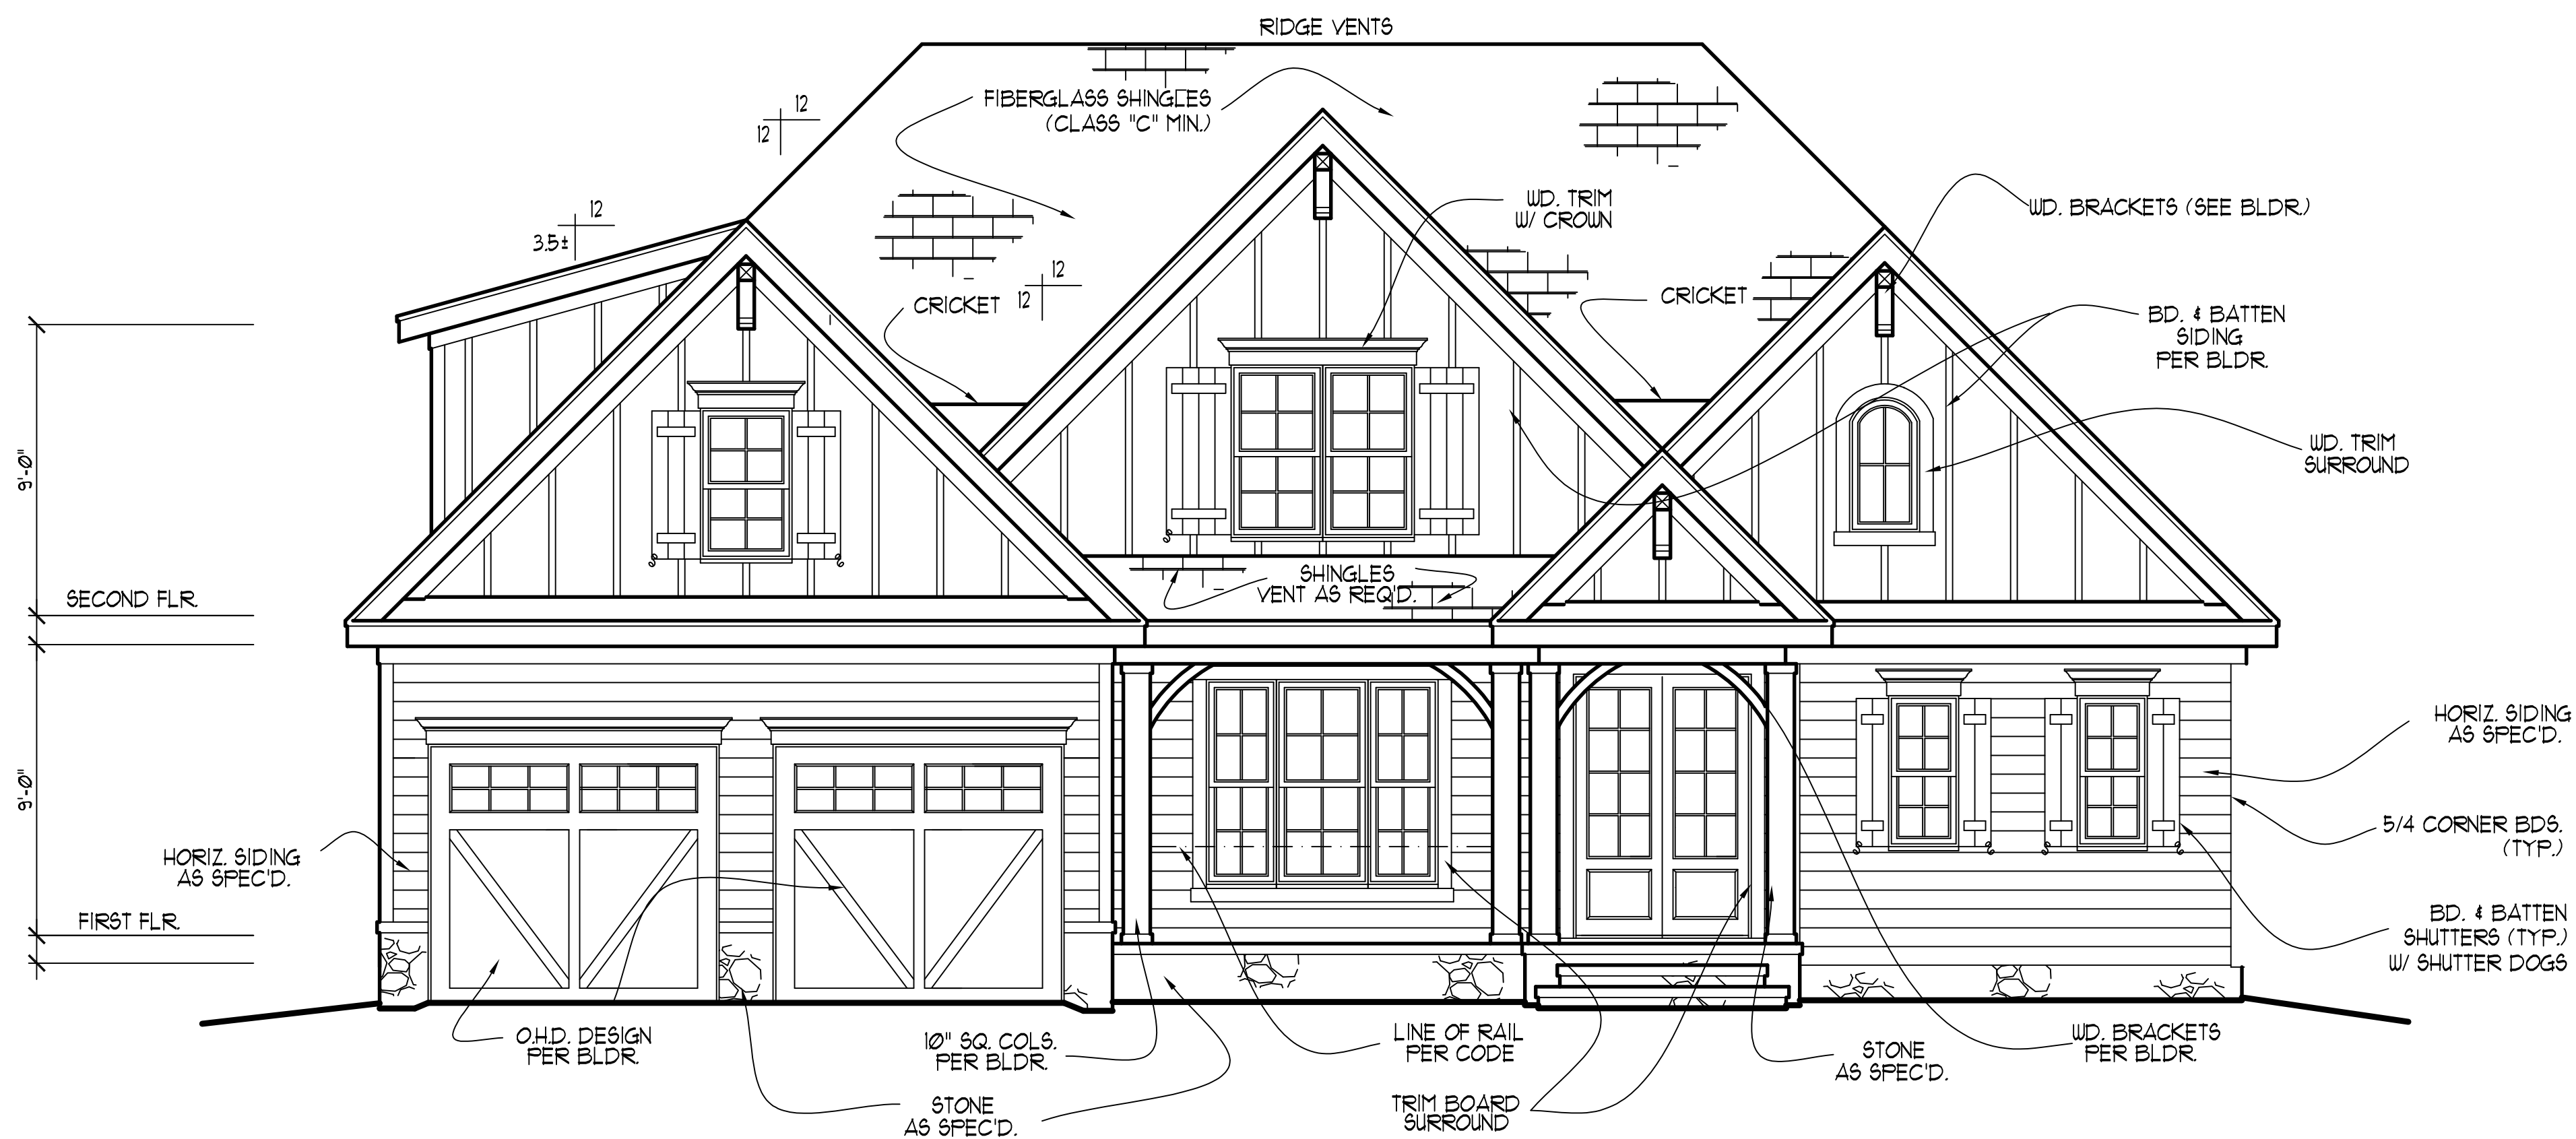 RIDGE VENTS
FIBERGLASS SHINGLES
(CLASS "C" MIN.)
12
12
12
3.5±
WD. TRIM
W/ CROWN
WD. BRACKETS (SEE BLDR.)
12
12
CRICKET
CRICKET
BD. & BATTEN
SIDING
PER BLDR.
WD. TRIM
SURROUND
9'-0"
SHINGLES
VENT AS REQ'D.
SECOND FLR.
HORIZ. SIDING
AS SPEC'D.
9'-0"
5/4 CORNER BDS.
(TYP.)
HORIZ. SIDING
AS SPEC'D.
FIRST FLR.
BD. & BATTEN
SHUTTERS (TYP.)
W/ SHUTTER DOGS
O.H.D. DESIGN
PER BLDR.
10" SQ. COLS.
PER BLDR.
LINE OF RAIL
PER CODE
STONE
AS SPEC'D.
WD. BRACKETS
PER BLDR.
STONE
AS SPEC'D.
TRIM BOARD
SURROUND